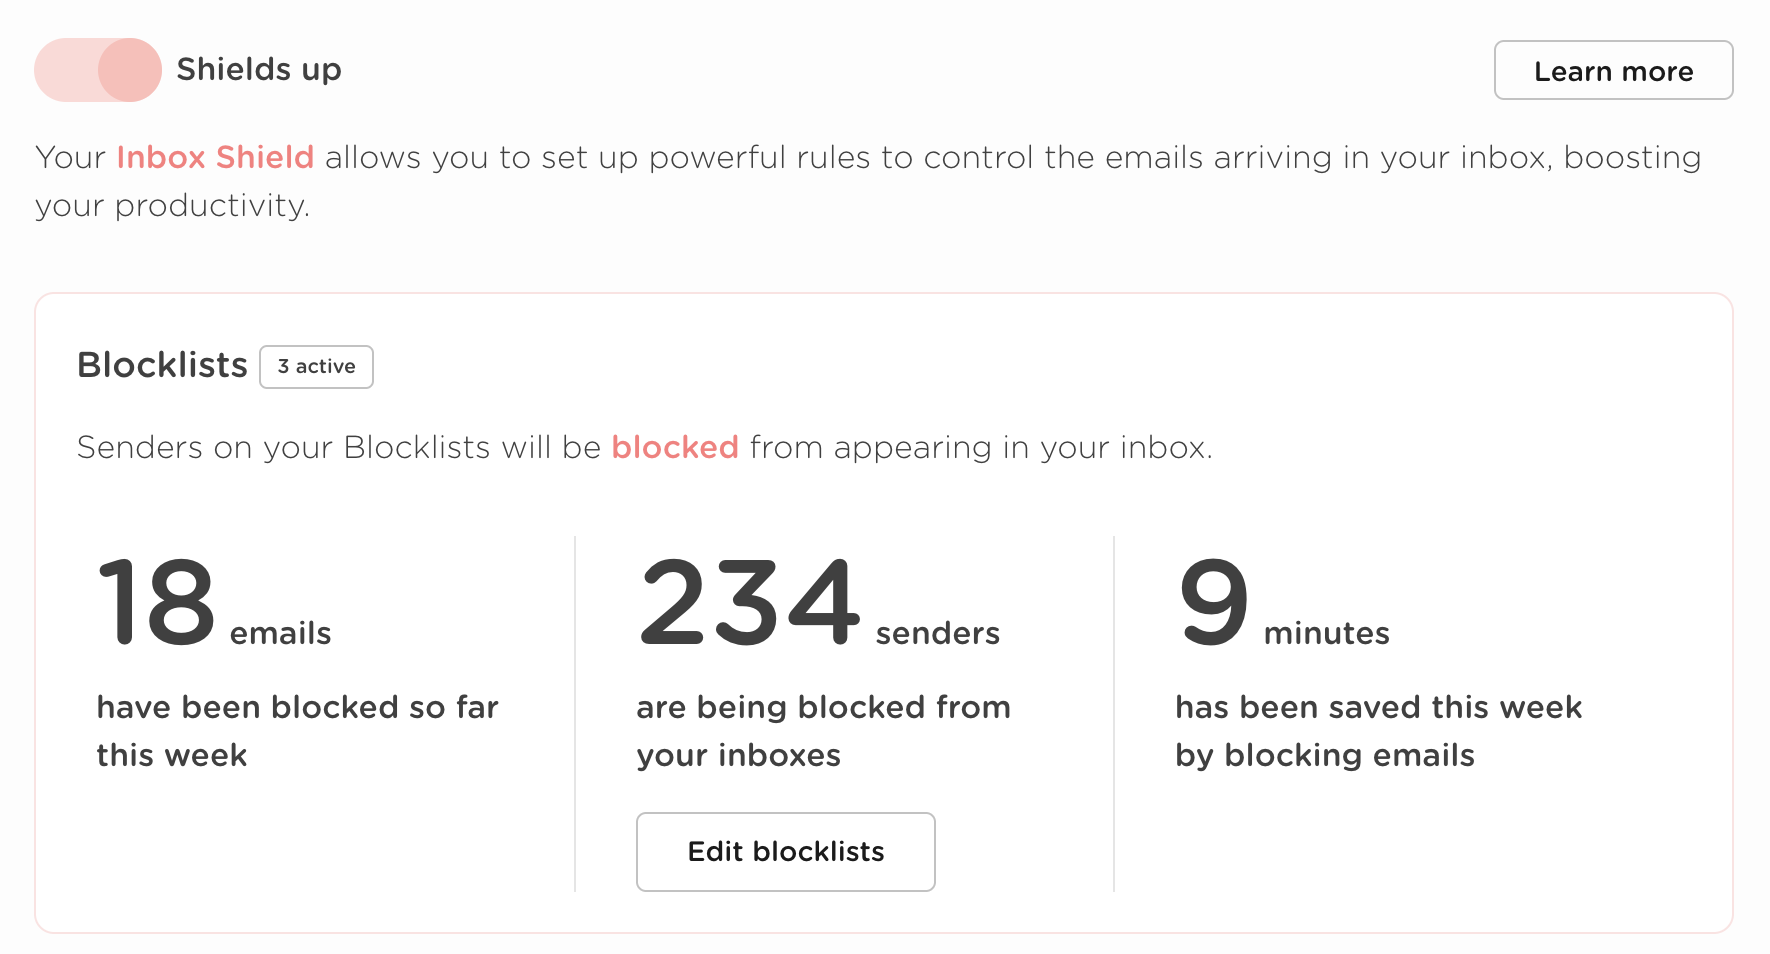 Shields up
Learn more
Your Inbox Shield allows you to set up powerful rules to control the emails arriving in your inbox, boosting
your productivity.
Blocklists 3 active
Senders on your Blocklists will be blocked from appearing in your inbox.
18 emails
have been blocked so far
this week
234 senders
are being blocked from
your inboxes
Edit blocklists
9 minutes
has been saved this week
by blocking emails